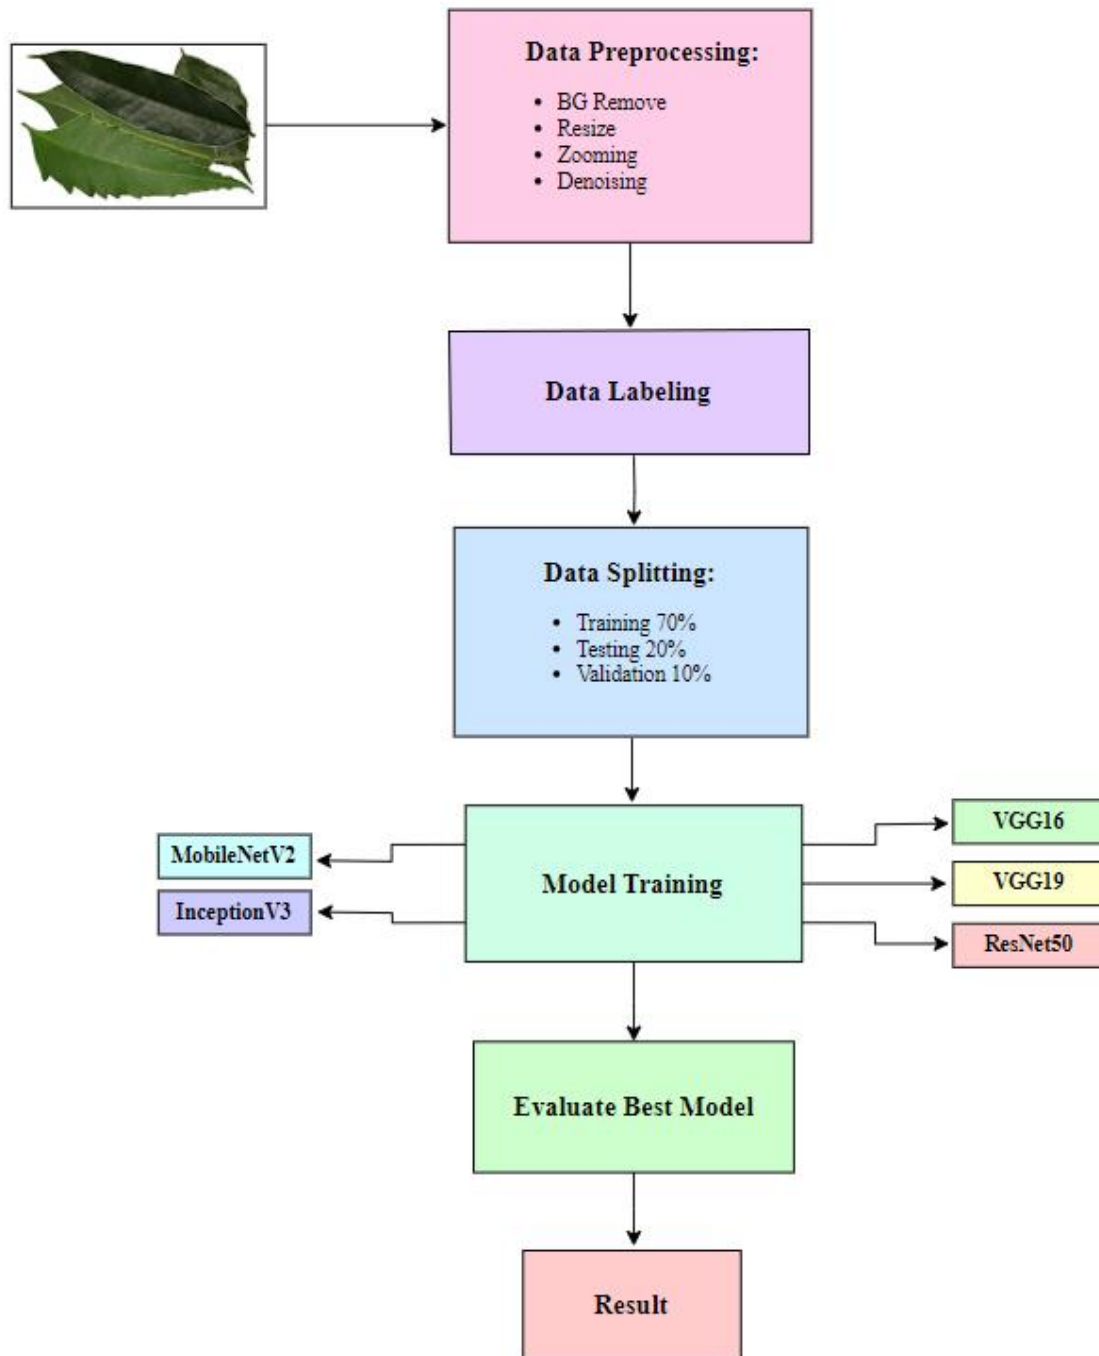 Data Preprocessing:
• BG Remove
• Resize
• Zooming
• Denoising
Data Labeling
Data Splitting:
• Training 70%
• Testing 20%
• Validation 10%
MobileNetV2
InceptionV3
Model Training
VGG16
VGG19
ResNet50
Evaluate Best Model
Result